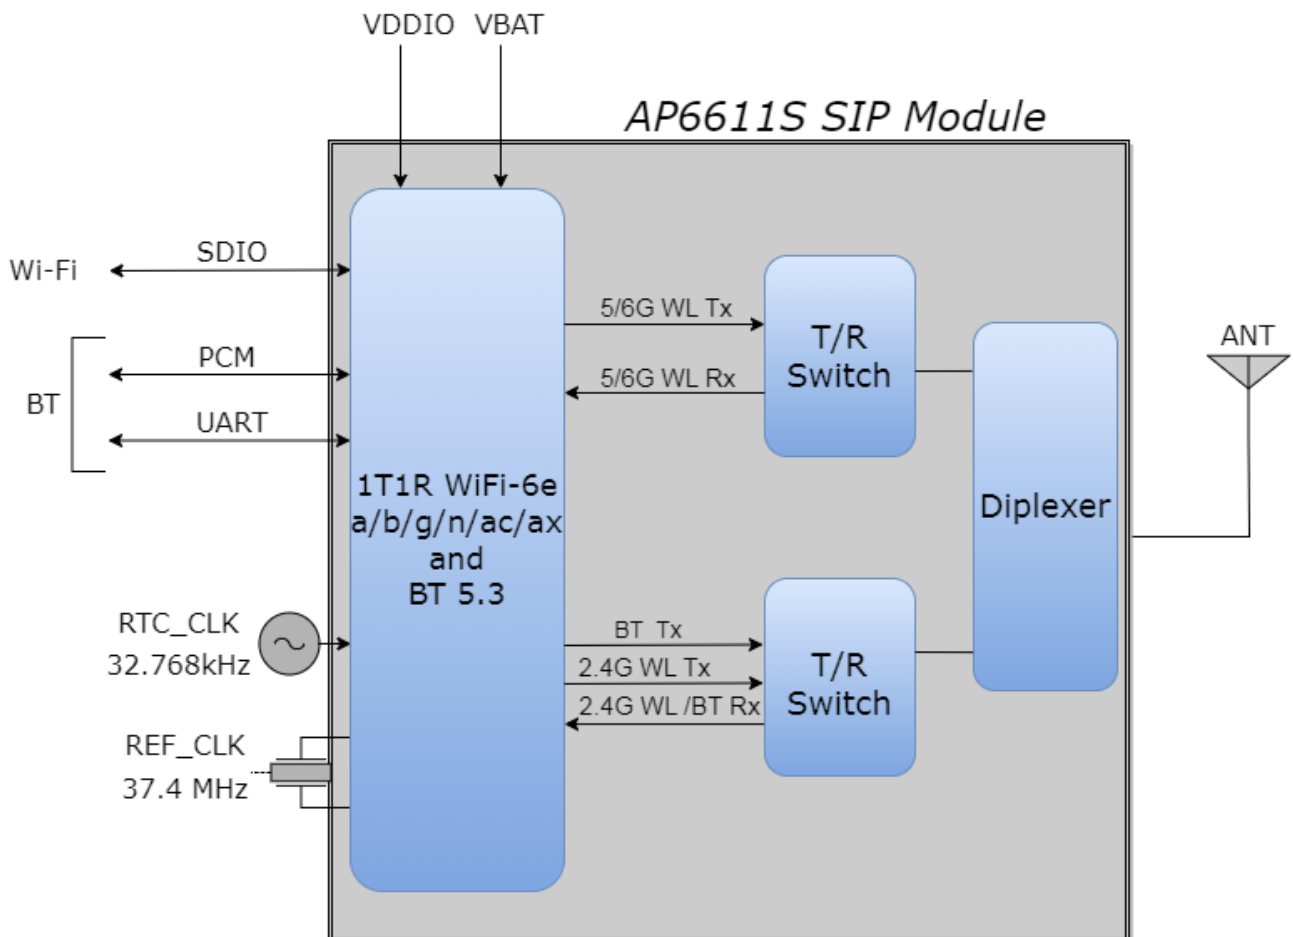 VDDIO VBAT
AP6611S SIP Module
Wi-Fi
SDIO
BT
PCM
UART
RTC_CLK
32.768kHz
REF_CLK
37.4 MHz
1T1R WiFi-6e
a/b/g/n/ac/ax
and
BT 5.3
5/6G WL Tx
5/6G WL Rx
T/R
Switch
BT Tx
2.4G WL Tx
2.4G WL /BT Rx
T/R
Switch
Diplexer
ANT